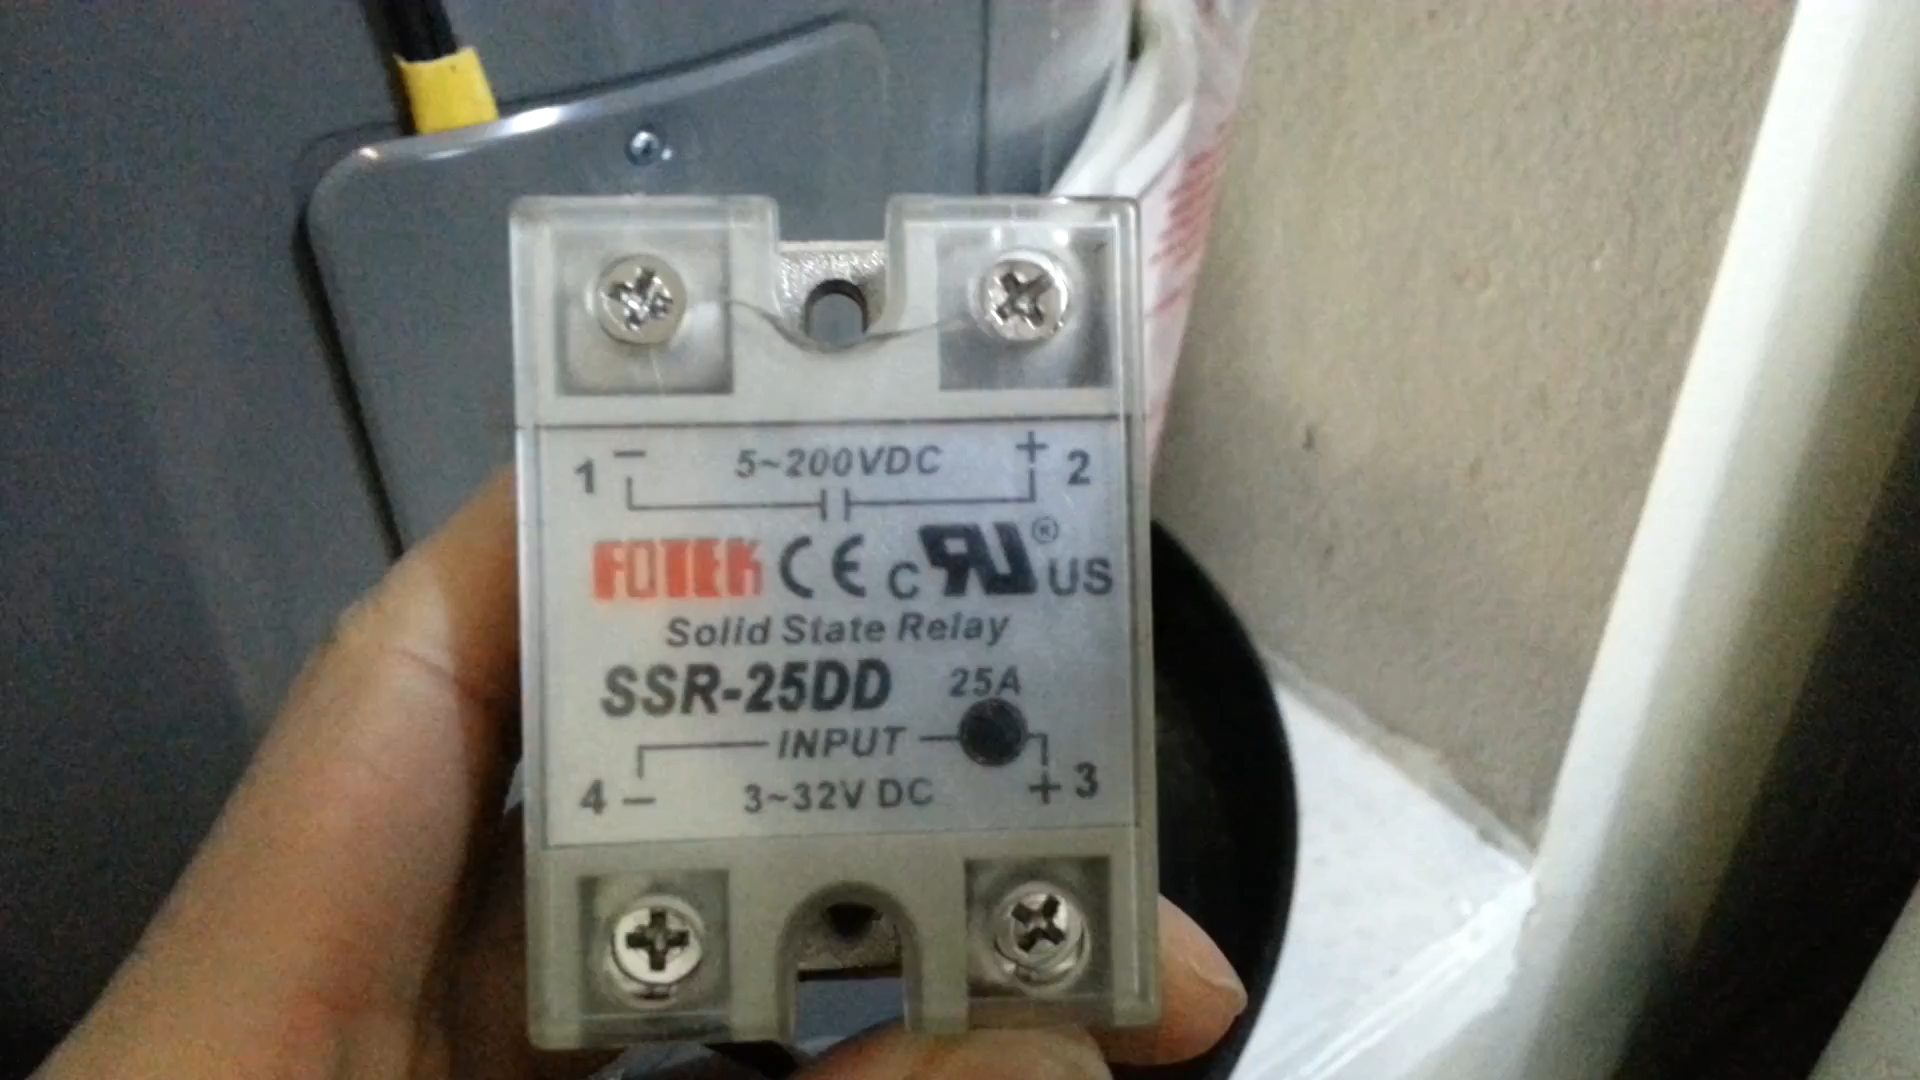 1 − 5~200VDC + 2
FOTEK CE c RU ® US
Solid State Relay
SSR-25DD 25A
INPUT
4 − 3~32V DC + 3